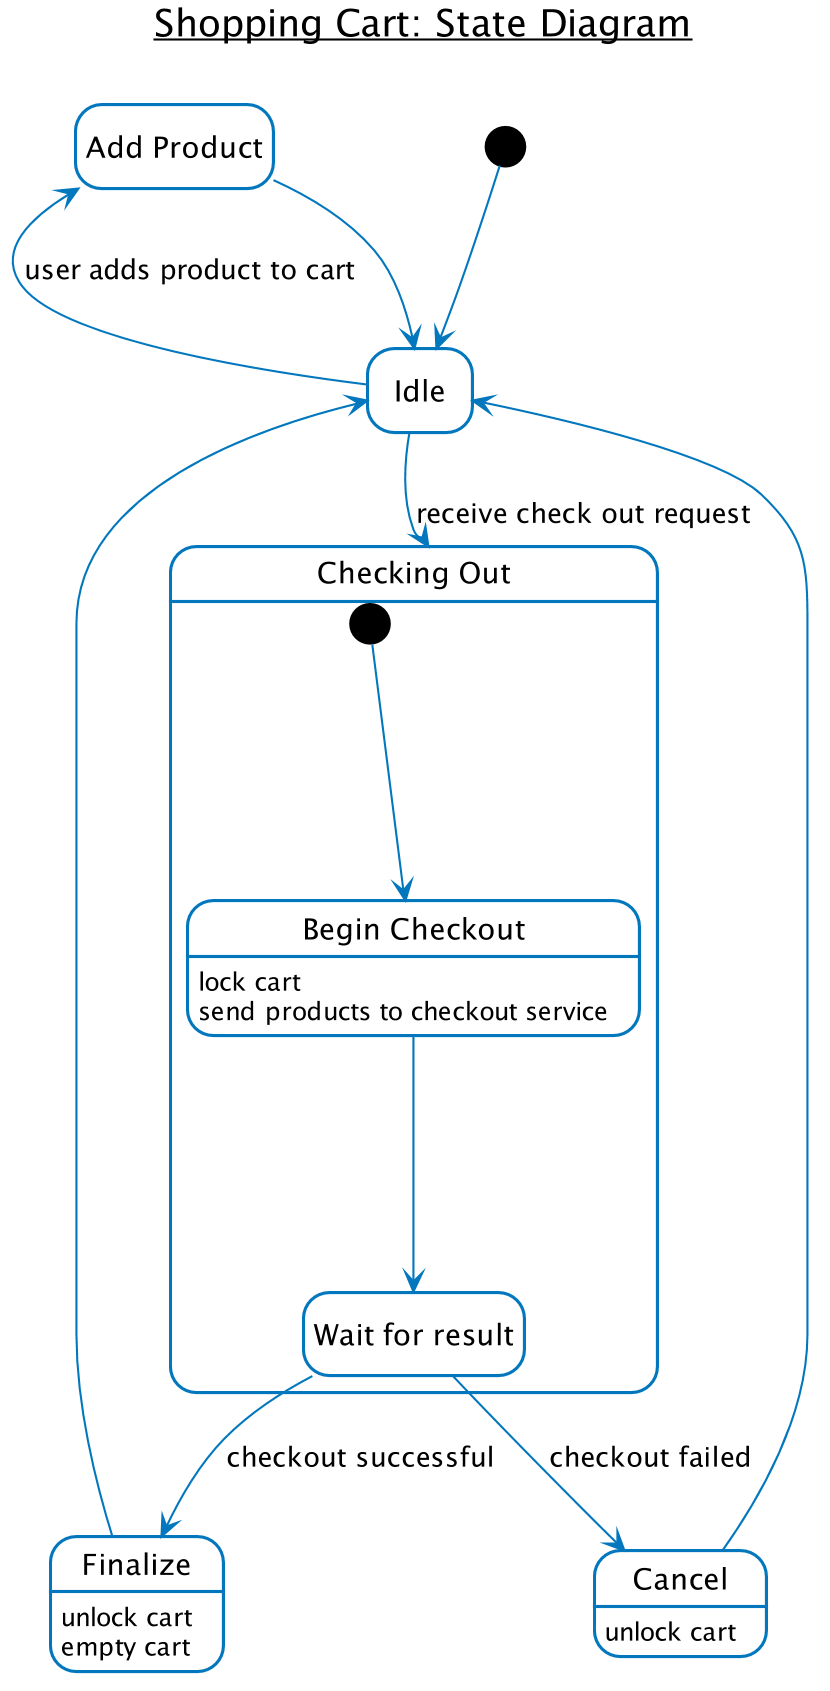 Shopping Cart: State Diagram
Add Product
user adds product to cart
Idle
receive check out request
Checking Out
Begin Checkout
lock cart
send products to checkout service
Wait for result
checkout successful
checkout failed
Finalize
unlock cart
empty cart
Cancel
unlock cart